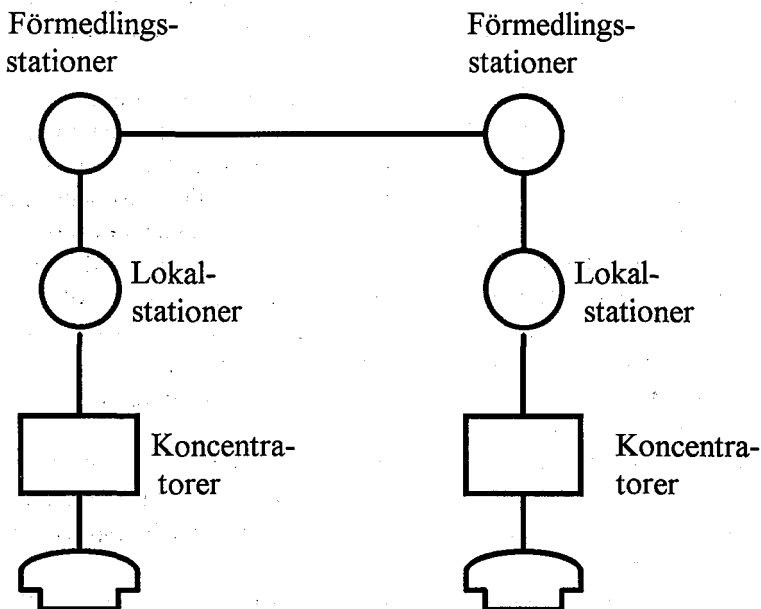 Förmedlings-
stationer
Förmedlings-
stationer
Lokal-
stationer
Lokal-
stationer
Koncentra-
torer
Koncentra-
torer